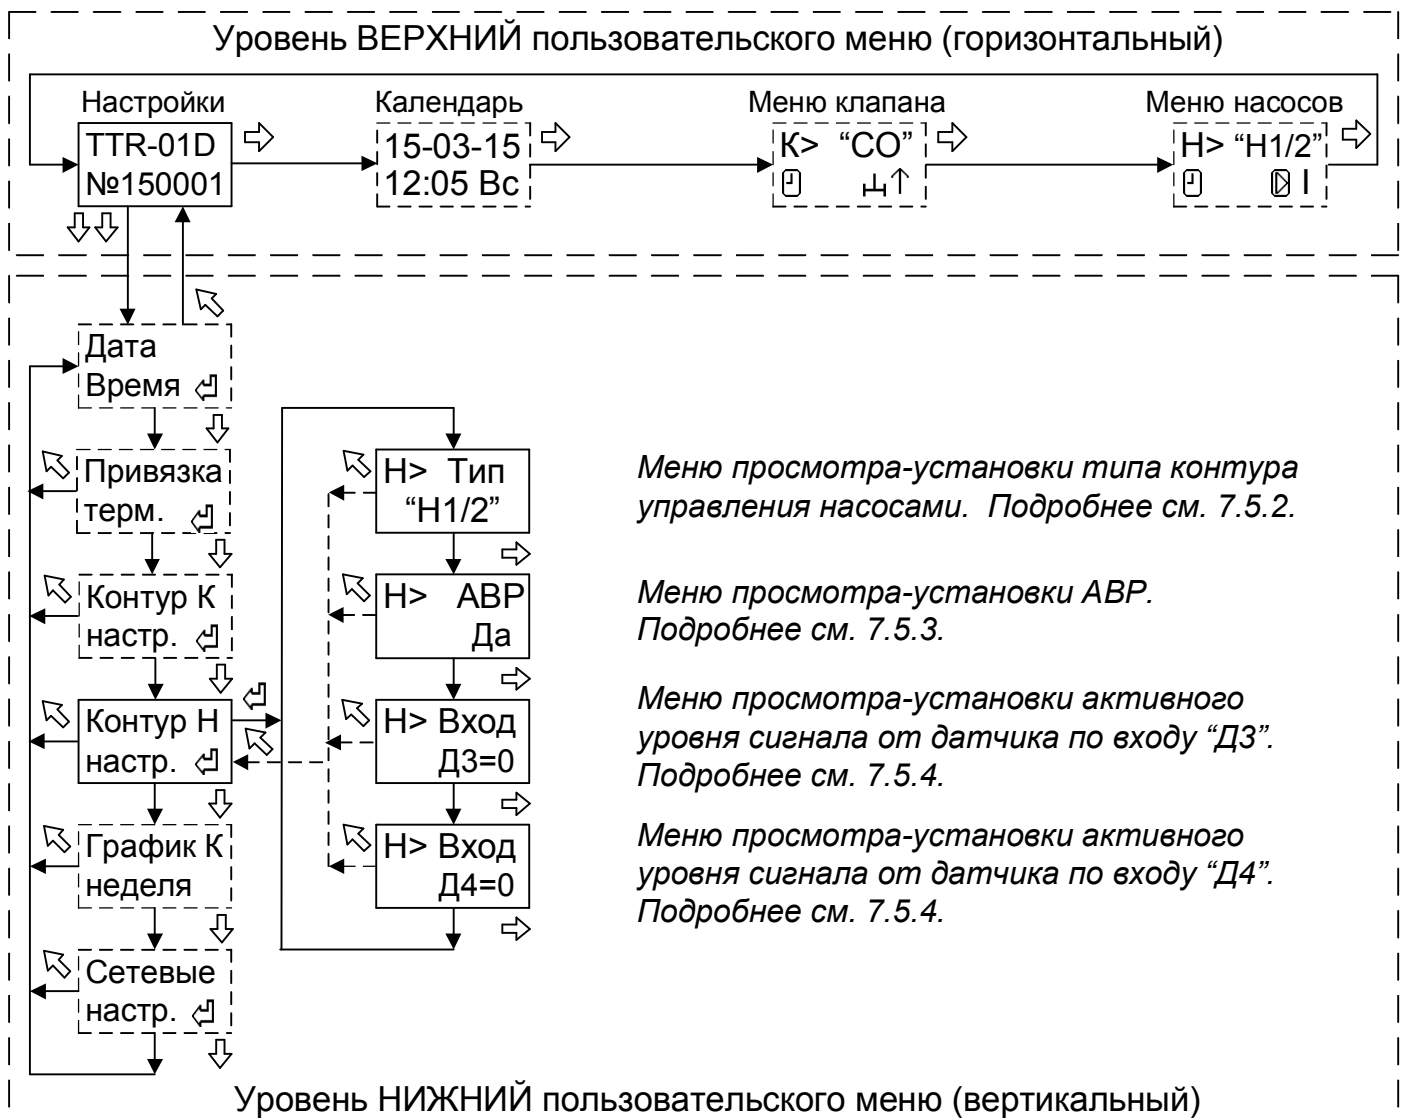 Уровень ВЕРХНИЙ пользовательского меню (горизонтальный)
Настройки
TTR-01D
№150001
Календарь
15-03-15
12:05 Вс
Меню клапана
К> “СО”
Меню насосов
Н> “Н1/2”
Дата
Время
Привязка
терм.
Контур К
настр.
Контур Н
настр.
График К
неделя
Сетевые
настр.
Н> Тип
“Н1/2”
Меню просмотра-установки типа контура
управления насосами. Подробнее см. 7.5.2.
Н> АВР
Да
Меню просмотра-установки АВР.
Подробнее см. 7.5.3.
Н> Вход
Д3=0
Меню просмотра-установки активного
уровня сигнала от датчика по входу “Д3”.
Подробнее см. 7.5.4.
Н> Вход
Д4=0
Меню просмотра-установки активного
уровня сигнала от датчика по входу “Д4”.
Подробнее см. 7.5.4.
Уровень НИЖНИЙ пользовательского меню (вертикальный)